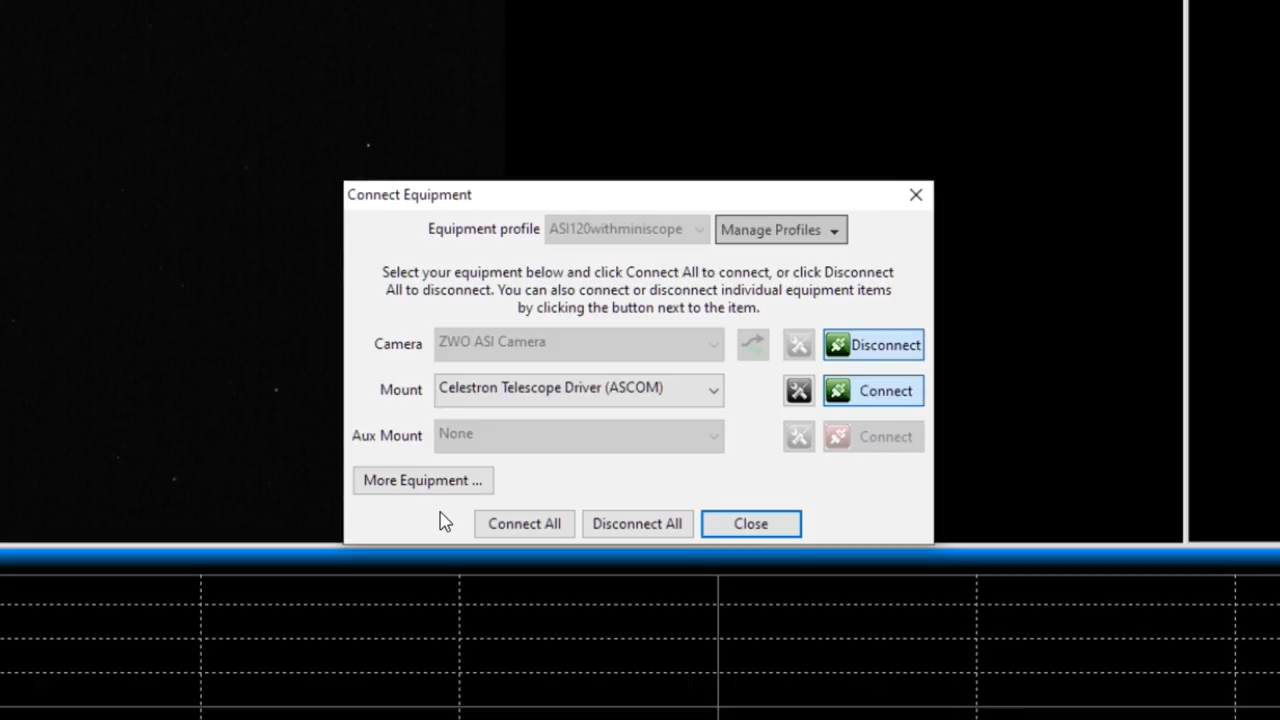 Connect Equipment
Equipment profile ASI120withminiscope Manage Profiles
Select your equipment below and click Connect All to connect, or click Disconnect
All to disconnect. You can also connect or disconnect individual equipment items
by clicking the button next to the item.
Camera ZWO ASI Camera Disconnect
Mount Celestron Telescope Driver (ASCOM) Connect
Aux Mount None Connect
More Equipment ...
Connect All Disconnect All Close